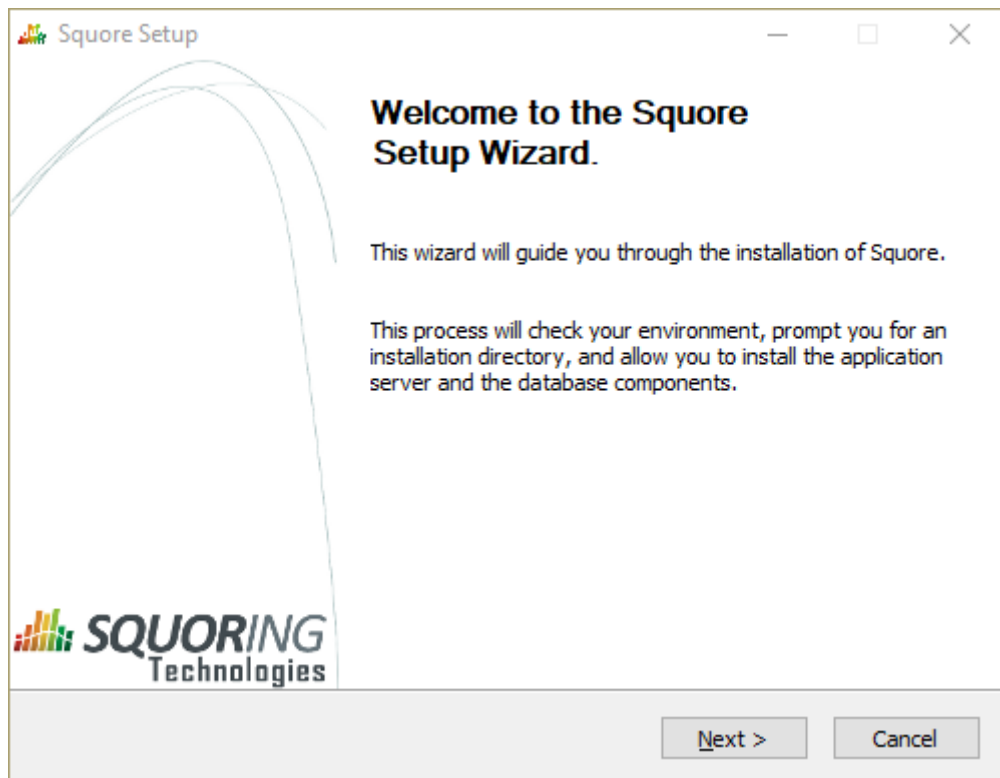 Squore Setup
Welcome to the Squore
Setup Wizard.
This wizard will guide you through the installation of Squore.
This process will check your environment, prompt you for an
installation directory, and allow you to install the application
server and the database components.
SQUORING
Technologies
Next >
Cancel